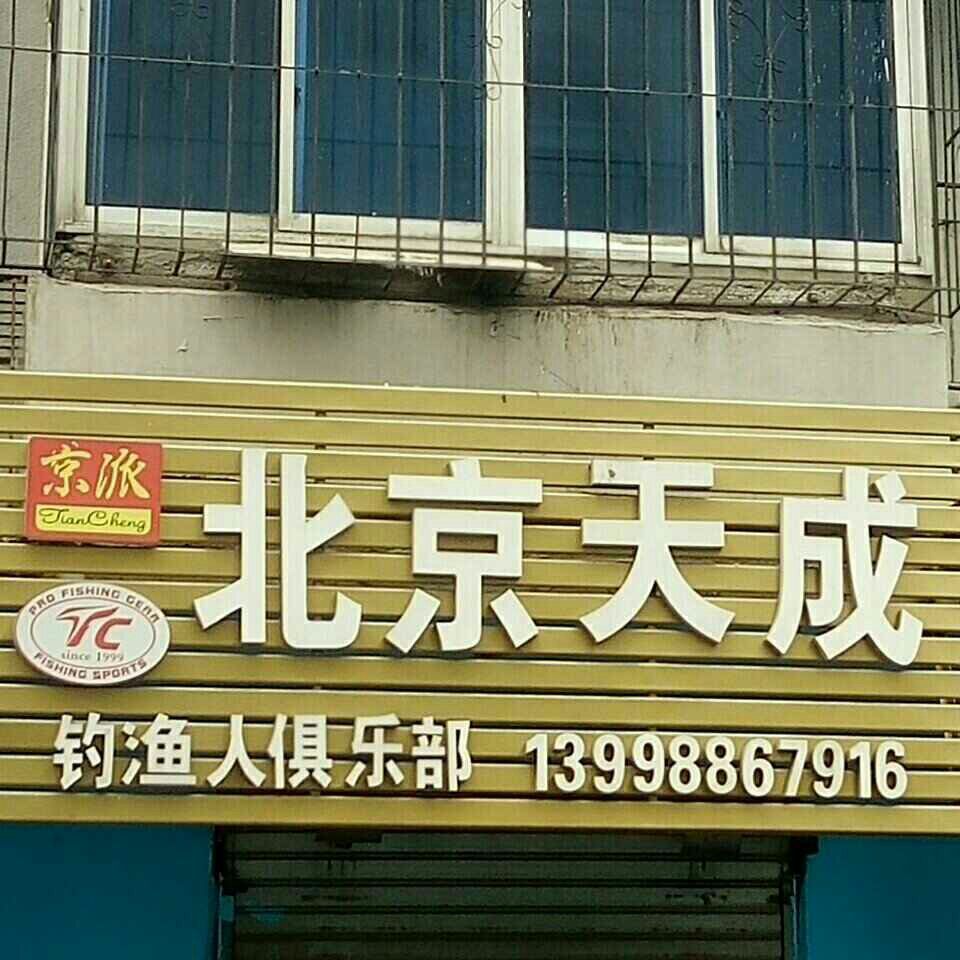 京派
TianCheng
北京天成
PRO FISHING GEAR
TC
since 1999
FISHING SPORTS
钓渔人俱乐部 13998867916